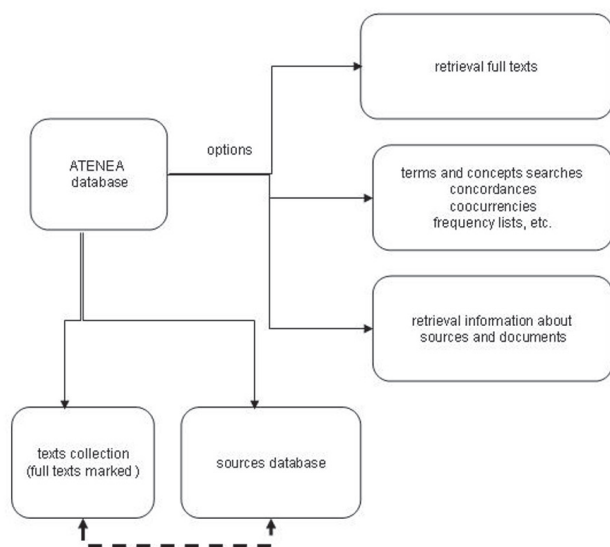 retrieval full texts
options
ATENEA
database
terms and concepts searches
concordances
coocurrencies
frequency lists, etc.
retrieval information about
sources and documents
texts collection
(full texts marked )
sources database